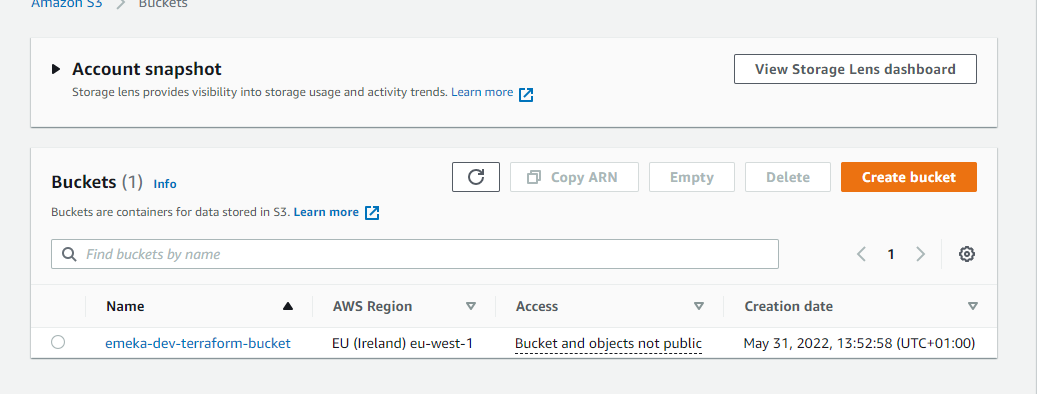 Amazon S3 > Buckets
Account snapshot
View Storage Lens dashboard
Storage lens provides visibility into storage usage and activity trends. Learn more
Buckets (1) Info
Copy ARN
Empty
Delete
Create bucket
Buckets are containers for data stored in S3. Learn more
Find buckets by name
1
Name AWS Region Access Creation date
emeka-dev-terraform-bucket EU (Ireland) eu-west-1 Bucket and objects not public May 31, 2022, 13:52:58 (UTC+01:00)